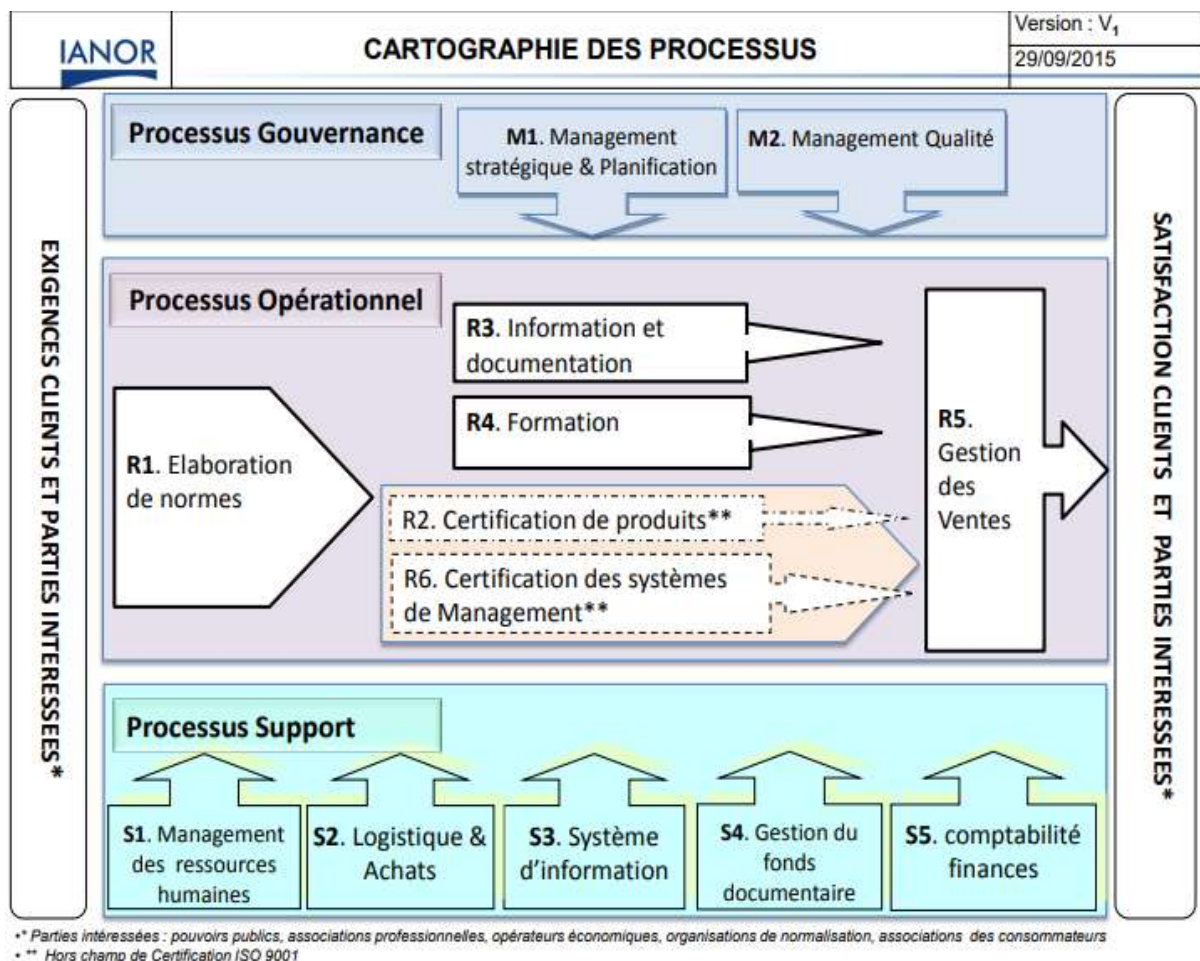 IANOR
CARTOGRAPHIE DES PROCESSUS
Version : V1
29/09/2015
EXIGENCES CLIENTS ET PARTIES INTERESSEES*
Processus Gouvernance
M1. Management
stratégique & Planification
M2. Management Qualité
Processus Opérationnel
R3. Information et
documentation
R4. Formation
R1. Elaboration
de normes
R2. Certification de produits**
R6. Certification des systèmes
de Management**
R5.
Gestion
des
Ventes
Processus Support
S1. Management
des ressources
humaines
S2. Logistique &
Achats
S3. Système
d'information
S4. Gestion du
fonds
documentaire
S5. comptabilité
finances
SATISFACTION CLIENTS ET PARTIES INTERESSEES*
•* Parties intéressées : pouvoirs publics, associations professionnelles, opérateurs économiques, organisations de normalisation, associations des consommateurs
• ** Hors champ de Certification ISO 9001